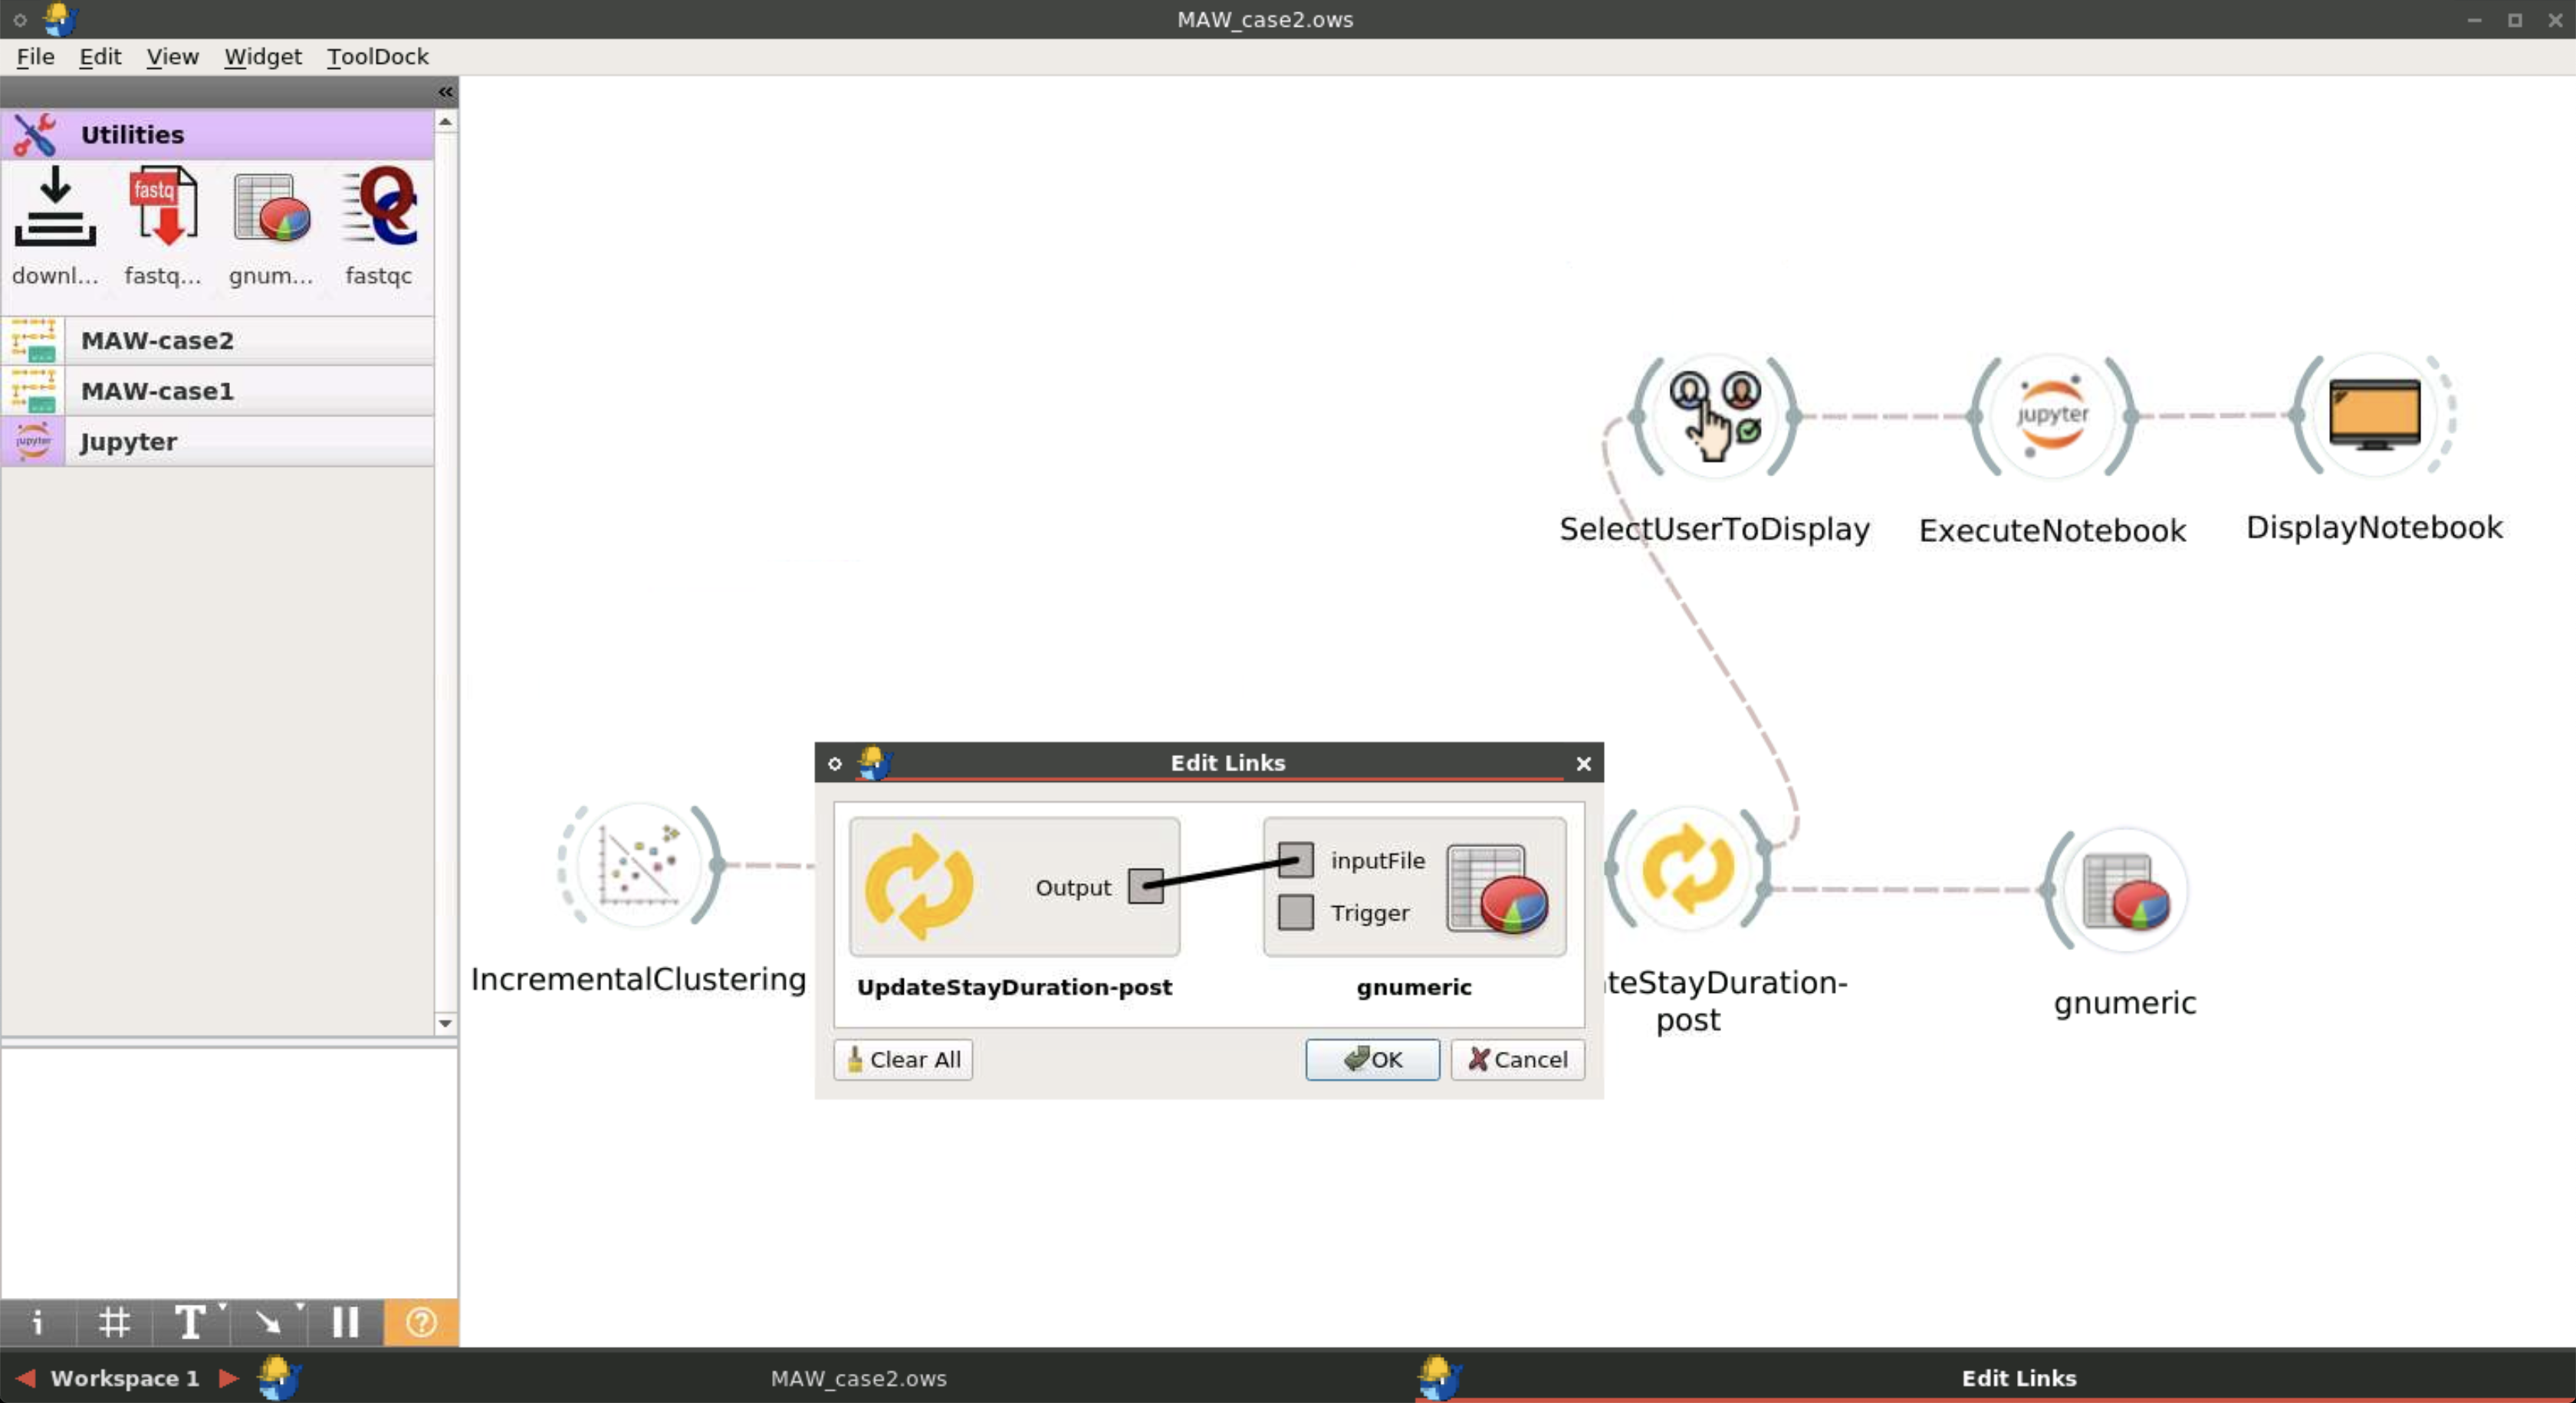 MAW_case2.ows
File Edit View Widget ToolDock
«
Utilities
fastq
downl... fastq... gnum... fastqc
MAW-case2
MAW-case1
jupyter
Jupyter
jupyter
SelectUserToDisplay ExecuteNotebook DisplayNotebook
Edit Links
Output
inputFile
Trigger
UpdateStayDuration-post gnumeric
Clear All OK Cancel
IncrementalClustering
teStayDuration-
post
gnumeric
Workspace 1 MAW_case2.ows Edit Links